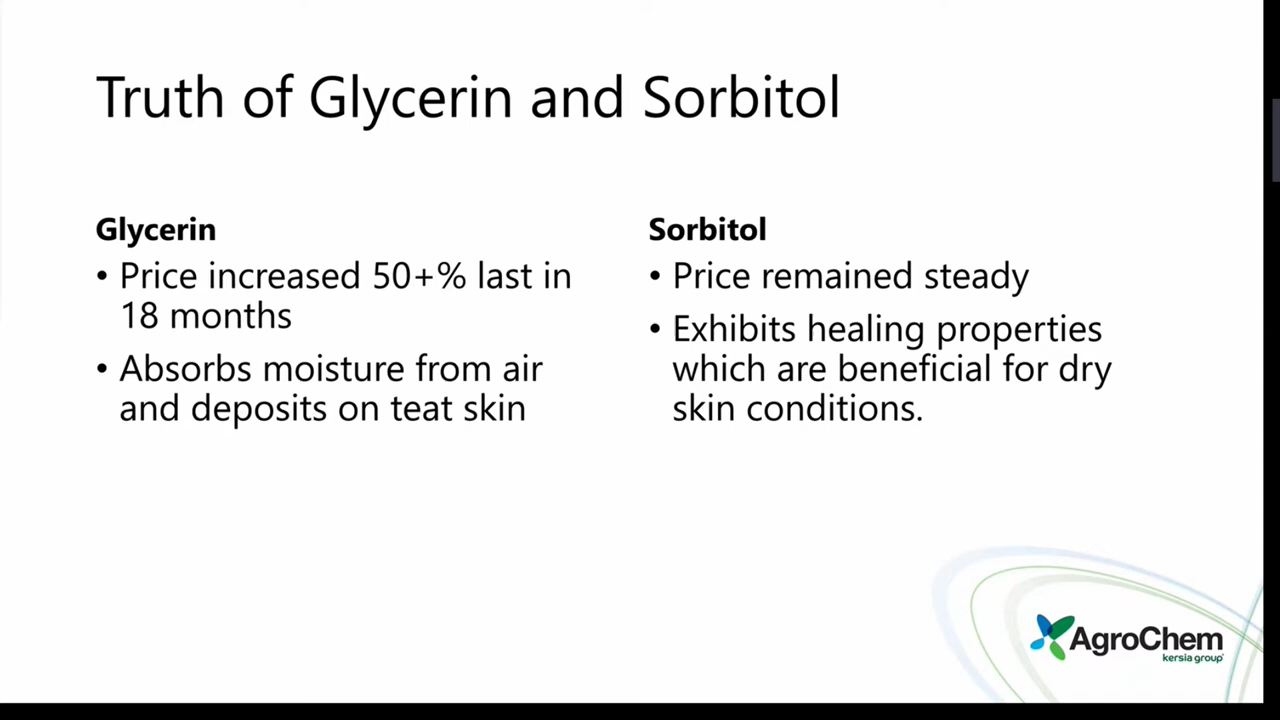 Truth of Glycerin and Sorbitol
Glycerin
• Price increased 50+% last in
18 months
• Absorbs moisture from air
and deposits on teat skin
Sorbitol
• Price remained steady
• Exhibits healing properties
which are beneficial for dry
skin conditions.
AgroChem
kersia group